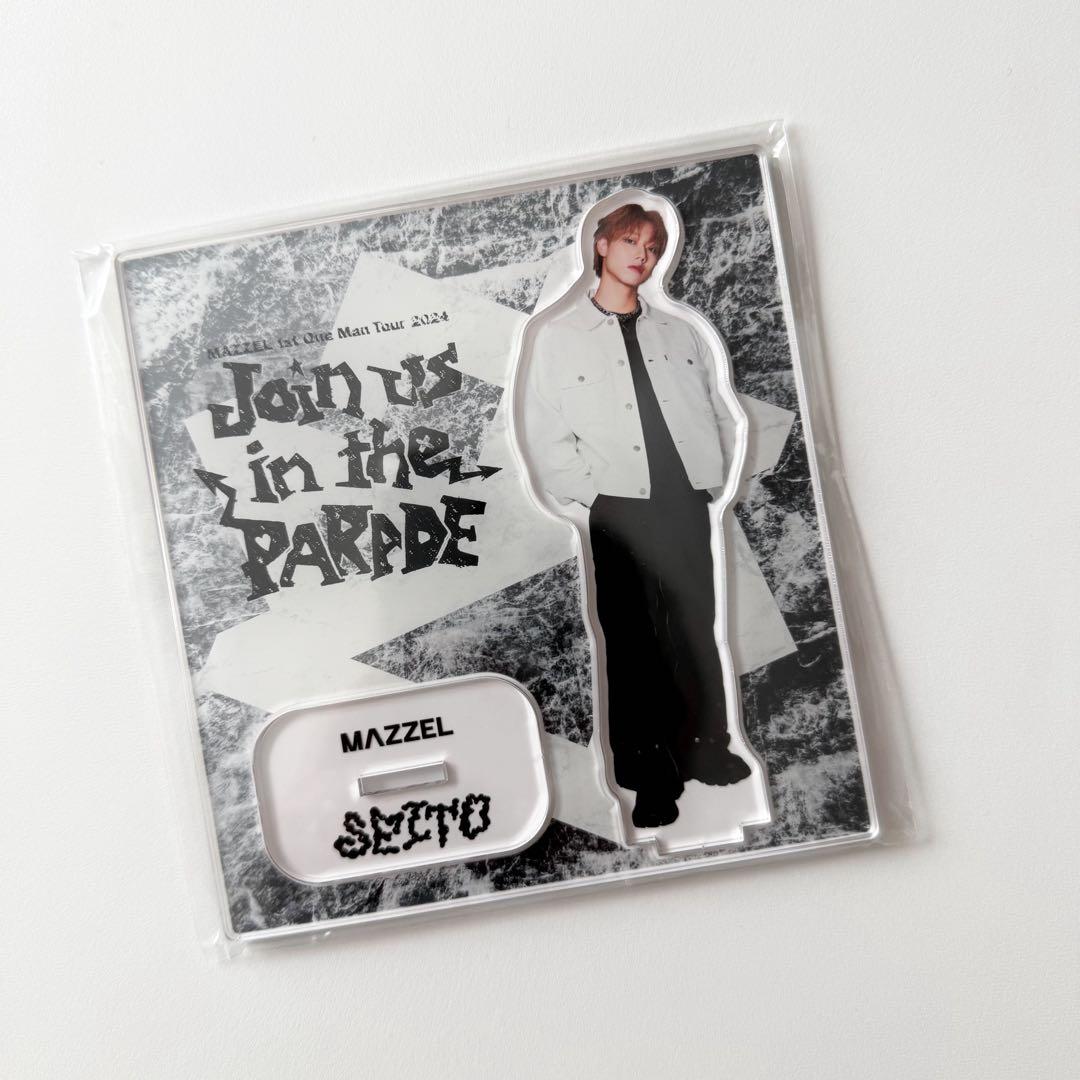 MAZZEL 1st One Man Tour 2024
Join us
in the
PARADE
MAZZEL
SEITO